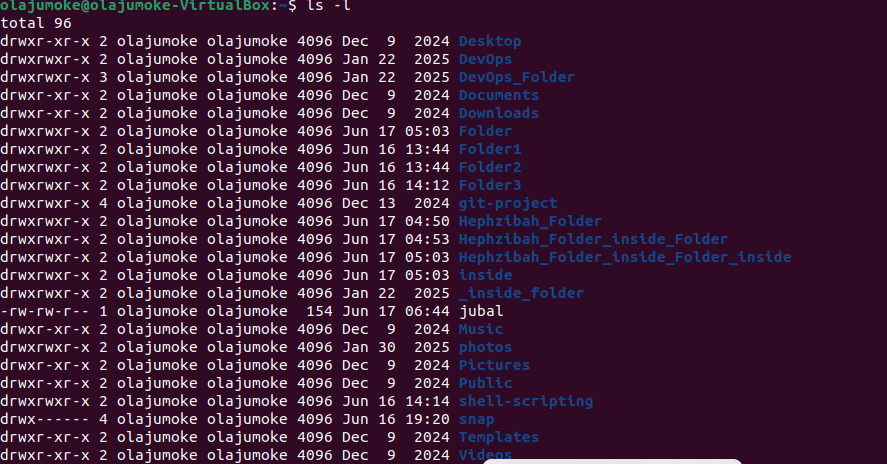 olajumoke@olajumoke-VirtualBox:~$ ls -l
total 96
drwxr-xr-x 2 olajumoke olajumoke 4096 Dec  9  2024 Desktop
drwxrwxr-x 2 olajumoke olajumoke 4096 Jan 22  2025 DevOps
drwxrwxr-x 3 olajumoke olajumoke 4096 Jan 22  2025 DevOps_Folder
drwxr-xr-x 2 olajumoke olajumoke 4096 Dec  9  2024 Documents
drwxr-xr-x 2 olajumoke olajumoke 4096 Dec  9  2024 Downloads
drwxrwxr-x 2 olajumoke olajumoke 4096 Jun 17 05:03 Folder
drwxrwxr-x 2 olajumoke olajumoke 4096 Jun 16 13:44 Folder1
drwxrwxr-x 2 olajumoke olajumoke 4096 Jun 16 13:44 Folder2
drwxrwxr-x 2 olajumoke olajumoke 4096 Jun 16 14:12 Folder3
drwxrwxr-x 4 olajumoke olajumoke 4096 Dec 13  2024 git-project
drwxrwxr-x 2 olajumoke olajumoke 4096 Jun 17 04:50 Hephzibah_Folder
drwxrwxr-x 2 olajumoke olajumoke 4096 Jun 17 04:53 Hephzibah_Folder_inside_Folder
drwxrwxr-x 2 olajumoke olajumoke 4096 Jun 17 05:03 Hephzibah_Folder_inside_Folder_inside
drwxrwxr-x 2 olajumoke olajumoke 4096 Jun 17 05:03 inside
drwxrwxr-x 2 olajumoke olajumoke 4096 Jan 22  2025 _inside_folder
-rw-rw-r-- 1 olajumoke olajumoke  154 Jun 17 06:44 jubal
drwxr-xr-x 2 olajumoke olajumoke 4096 Dec  9  2024 Music
drwxrwxr-x 2 olajumoke olajumoke 4096 Jan 30  2025 photos
drwxr-xr-x 2 olajumoke olajumoke 4096 Dec  9  2024 Pictures
drwxr-xr-x 2 olajumoke olajumoke 4096 Dec  9  2024 Public
drwxrwxr-x 2 olajumoke olajumoke 4096 Jun 16 14:14 shell-scripting
drwx------ 4 olajumoke olajumoke 4096 Jun 16 19:20 snap
drwxr-xr-x 2 olajumoke olajumoke 4096 Dec  9  2024 Templates
drwxr-xr-x 2 olajumoke olajumoke 4096 Dec  9  2024 Videos